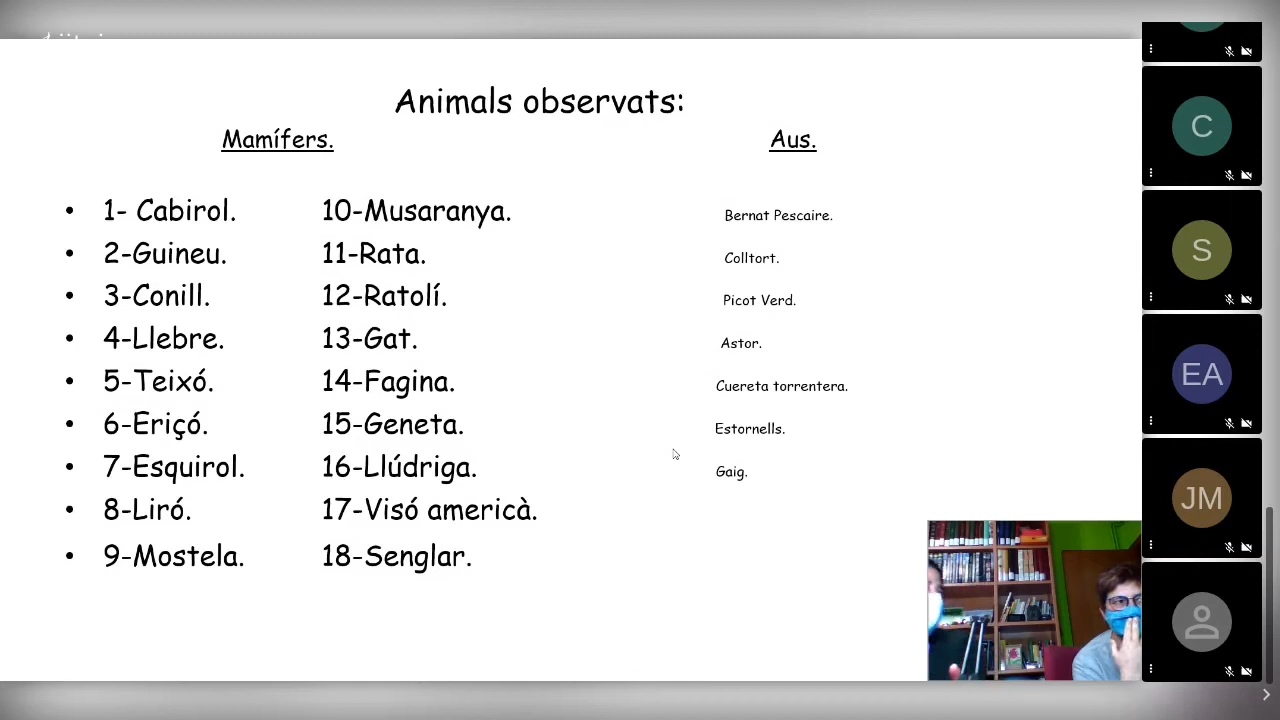 Animals observats:
Mamífers.
Aus.
• 1- Cabirol.
• 2-Guineu.
• 3-Conill.
• 4-Llebre.
• 5-Teixó.
• 6-Eriçó.
• 7-Esquirol.
• 8-Liró.
• 9-Mostela.
10-Musaranya.
11-Rata.
12-Ratolí.
13-Gat.
14-Fagina.
15-Geneta.
16-Llúdriga.
17-Visó americà.
18-Senglar.
Bernat Pescaire.
Colltort.
Picot Verd.
Astor.
Cuereta torrentera.
Estornells.
Gaig.
C
S
EA
JM